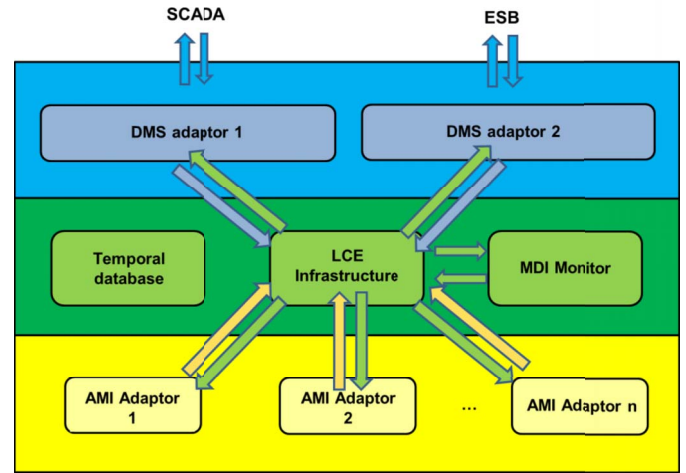 SCADA
ESB
DMS adaptor 1
DMS adaptor 2
Temporal
database
LCE
Infrastructure
MDI Monitor
AMI Adaptor
1
AMI Adaptor
2
...
AMI Adaptor n